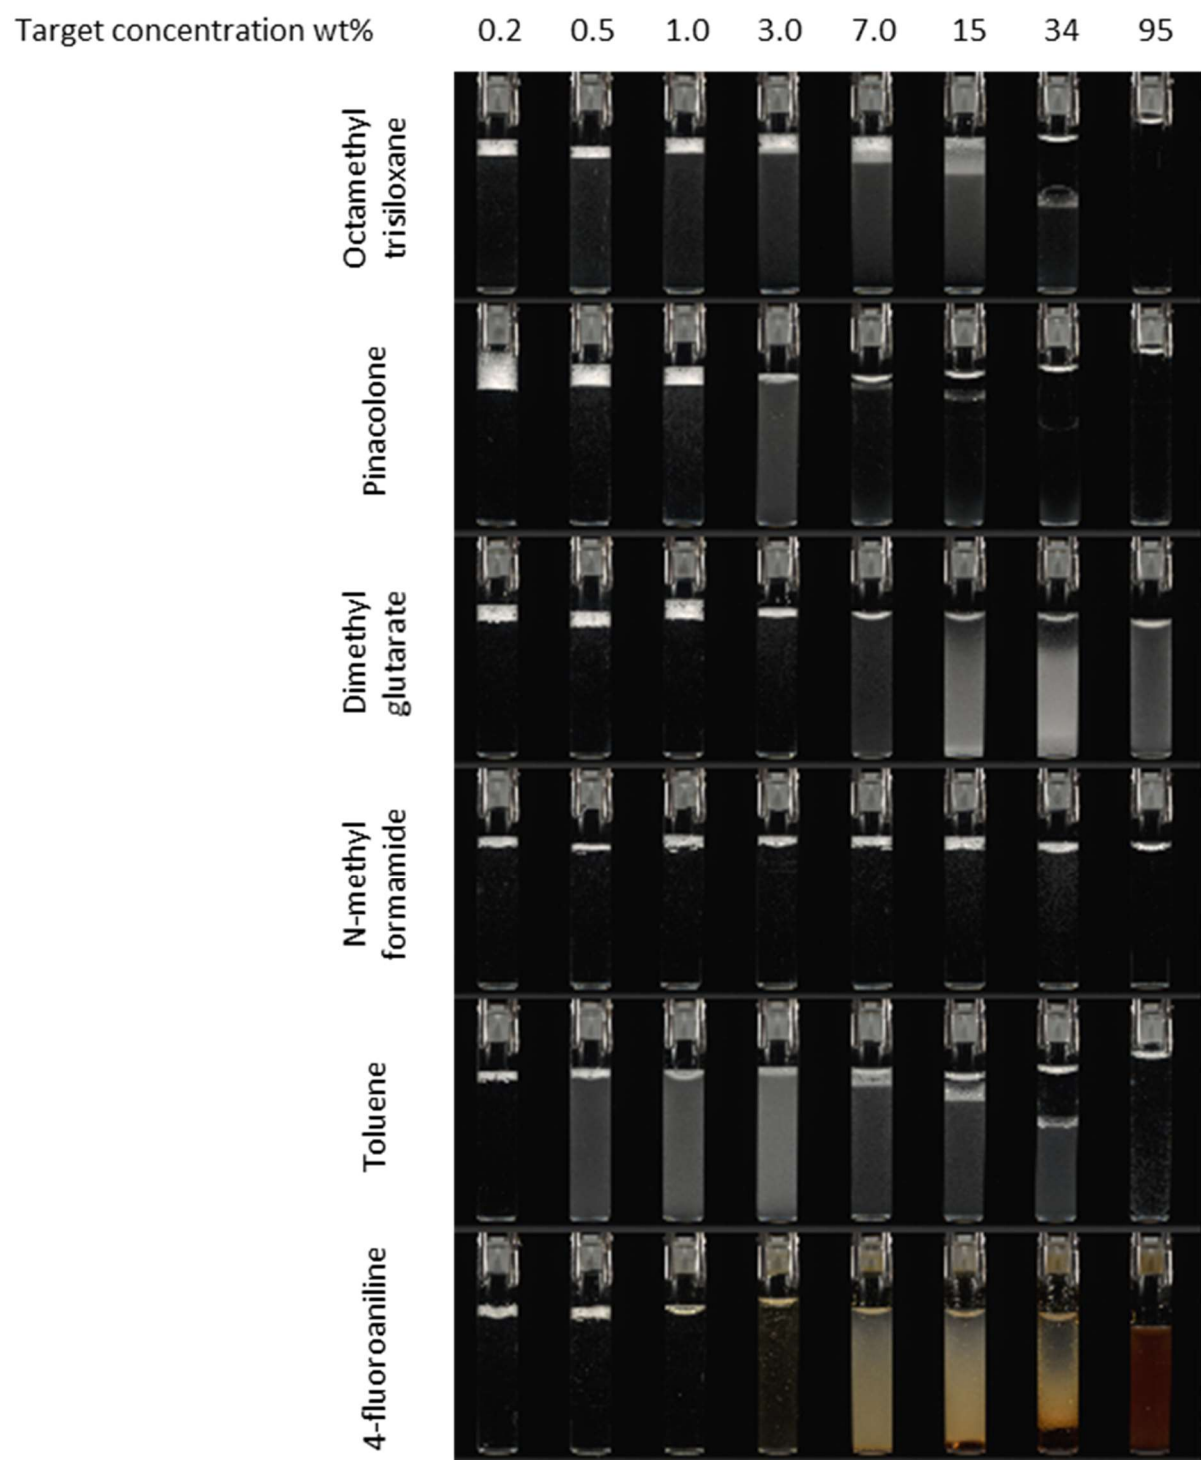 Target concentration wt% 0.2 0.5 1.0 3.0 7.0 15 34 95
Octamethyl
trisiloxane
Pinacolone
Dimethyl
glutarate
N-methyl
formamide
Toluene
4-fluoroaniline